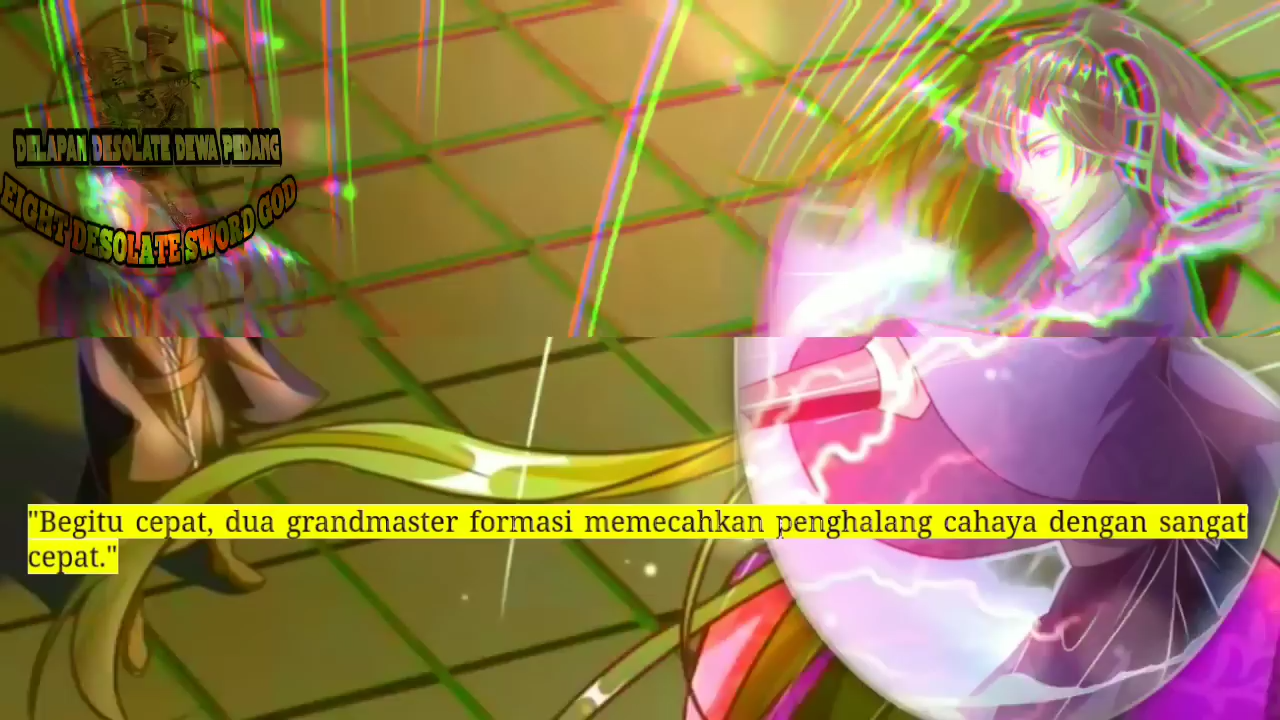 DELAPAN DESOLATE DEWA PEDANG
EIGHT DESOLATE SWORD GOD
"Begitu cepat, dua grandmaster formasi memecahkan penghalang cahaya dengan sangat
cepat."